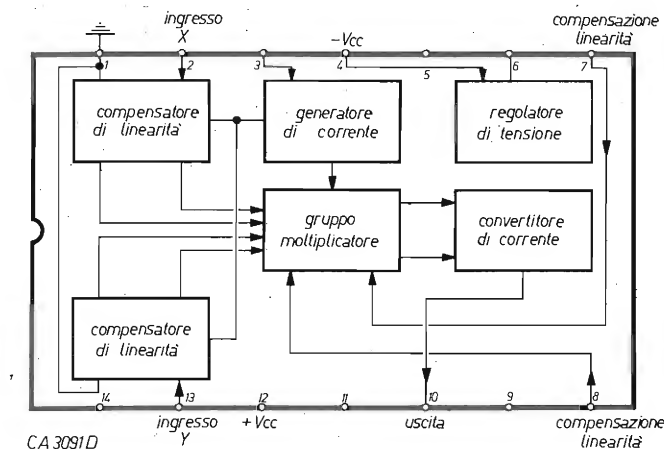 ingresso
X
-Vcc
compensazione
linearità
1
2
3
4
5
6
7
compensatore
di linearità
generatore
di corrente
regolatore
di tensione
gruppo
moltiplicatore
convertitore
di corrente
compensatore
di linearità
1
14
13
12
11
10
9
8
ingresso
Y
+Vcc
uscita
compensazione
linearità
CA 3091D